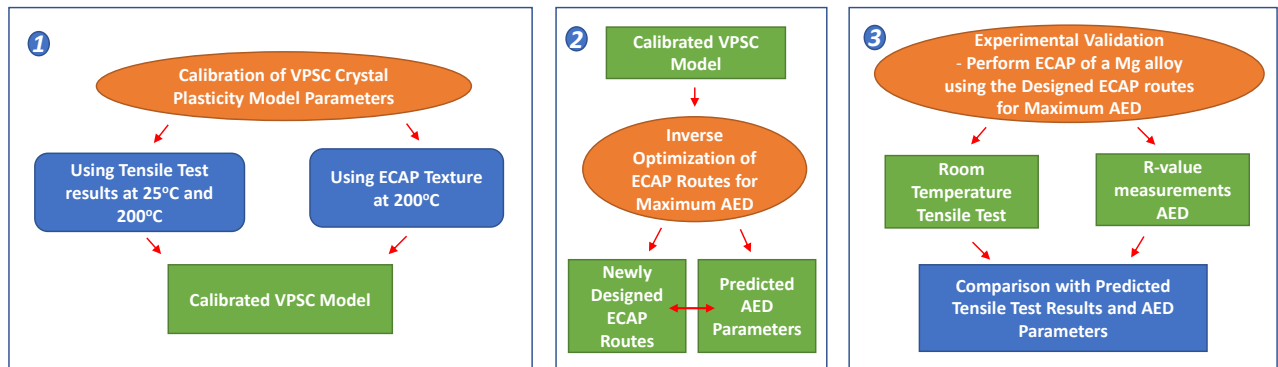 1
Calibration of VPSC Crystal
Plasticity Model Parameters
Using Tensile Test
results at 25°C and
200°C
Using ECAP Texture
at 200°C
Calibrated VPSC Model
2
Calibrated VPSC
Model
Inverse
Optimization of
ECAP Routes for
Maximum AED
Newly
Designed
ECAP
Routes
Predicted
AED
Parameters
3
Experimental Validation
- Perform ECAP of a Mg alloy
using the Designed ECAP routes
for Maximum AED
Room
Temperature
Tensile Test
R-value
measurements
AED
Comparison with Predicted
Tensile Test Results and AED
Parameters